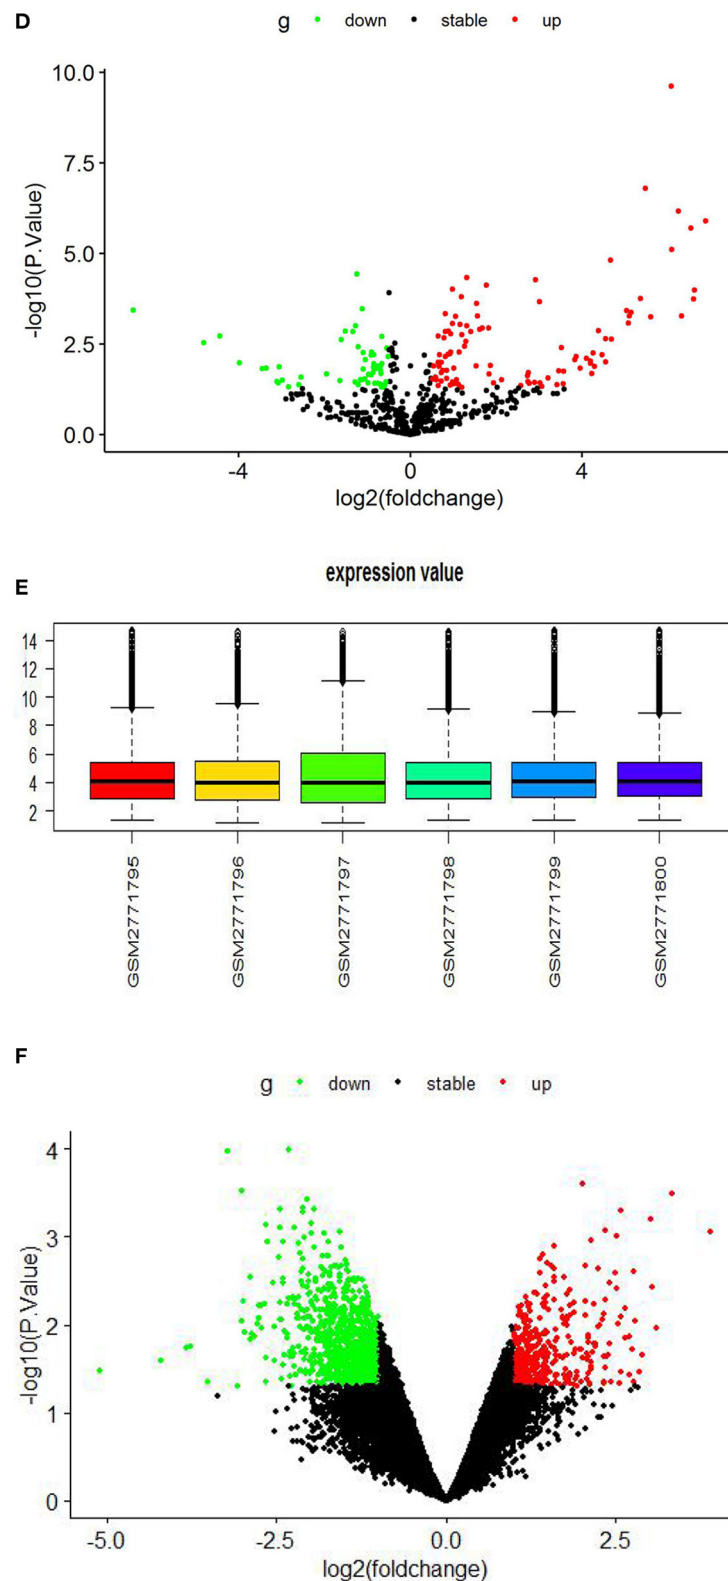 D
g down stable up
10.0
7.5
5.0
2.5
0.0
-log10(P.Value)
-4 0 4
log2(foldchange)
E
expression value
14
12
10
8
6
4
2
GSM2771795 GSM2771796 GSM2771797 GSM2771798 GSM2771799 GSM2771800
F
g down stable up
4
3
2
1
0
-log10(P.Value)
-5.0 -2.5 0.0 2.5
log2(foldchange)